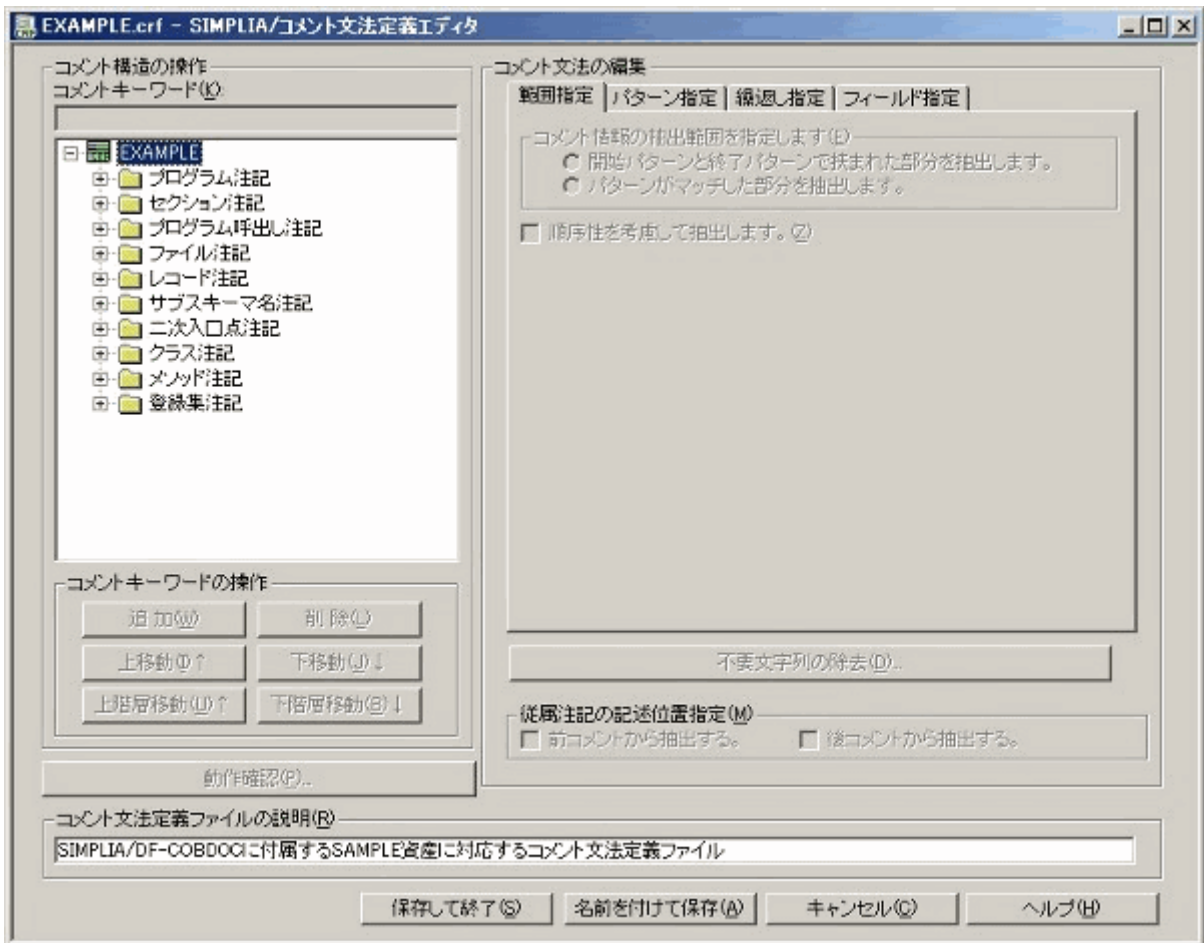 EXAMPLE.crf - SIMPLIA/コメント文法定義エディタ
コメント構造の操作
コメントキーワード(K)
EXAMPLE
プログラム注記
セクション注記
プログラム呼出し注記
ファイル注記
レコード注記
サブスキーマ名注記
二次入口点注記
クラス注記
メソッド注記
登録集注記
コメントキーワードの操作
追加(W)
削除(L)
上移動(I)↑
下移動(J)↓
上階層移動(U)↑
下階層移動(B)↓
動作確認(P)...
コメント文法の編集
範囲指定 パターン指定 繰返し指定 フィールド指定
コメント情報の抽出範囲を指定します(E)
開始パターンと終了パターンで挟まれた部分を抽出します。
パターンがマッチした部分を抽出します。
順序性を考慮して抽出します。(Z)
不要文字列の除去(D)...
従属注記の記述位置指定(M)
前コメントから抽出する。 後コメントから抽出する。
コメント文法定義ファイルの説明(R)
SIMPLIA/DF-COBDOCに付属するSAMPLE資産に対応するコメント文法定義ファイル
保存して終了(S) 名前を付けて保存(A) キャンセル(C) ヘルプ(H)